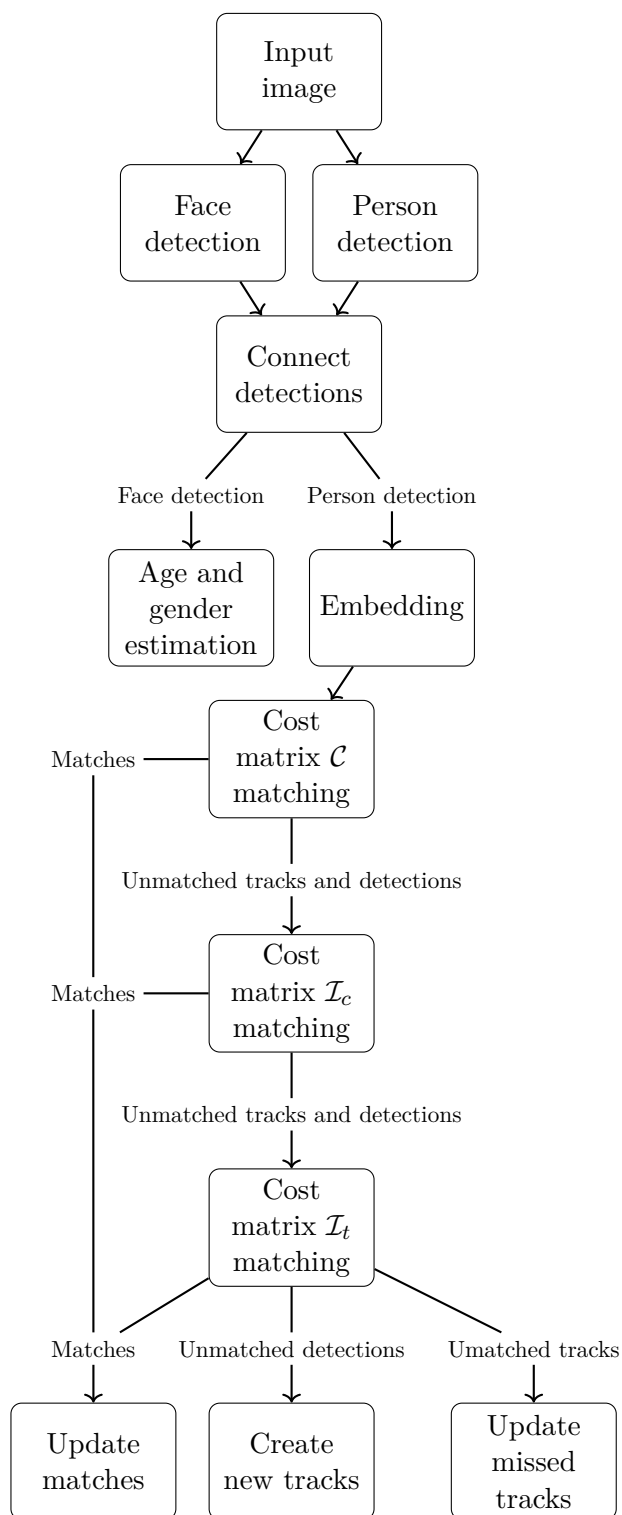 Input
image
Face
detection
Person
detection
Connect
detections
Face detection
Person detection
Age and
gender
estimation
Embedding
Cost
matrix 𝒞
matching
Matches
Unmatched tracks and detections
Cost
matrix ℐ_c
matching
Matches
Unmatched tracks and detections
Cost
matrix ℐ_t
matching
Matches
Unmatched detections
Umatched tracks
Update
matches
Create
new tracks
Update
missed
tracks